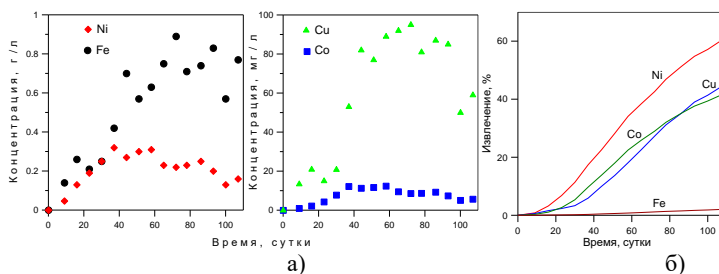 Концентрация, г/л
1
0.8
0.6
0.4
0.2
0
0 20 40 60 80 100
Ni
Fe
Концентрация, мг/л
100
80
60
40
20
0
0 20 40 60 80 100
Cu
Co
Время, сутки
а)
Извлечение, %
60
40
20
0
0 20 40 60 80 100
Ni
Cu
Co
Fe
Время, сутки
б)